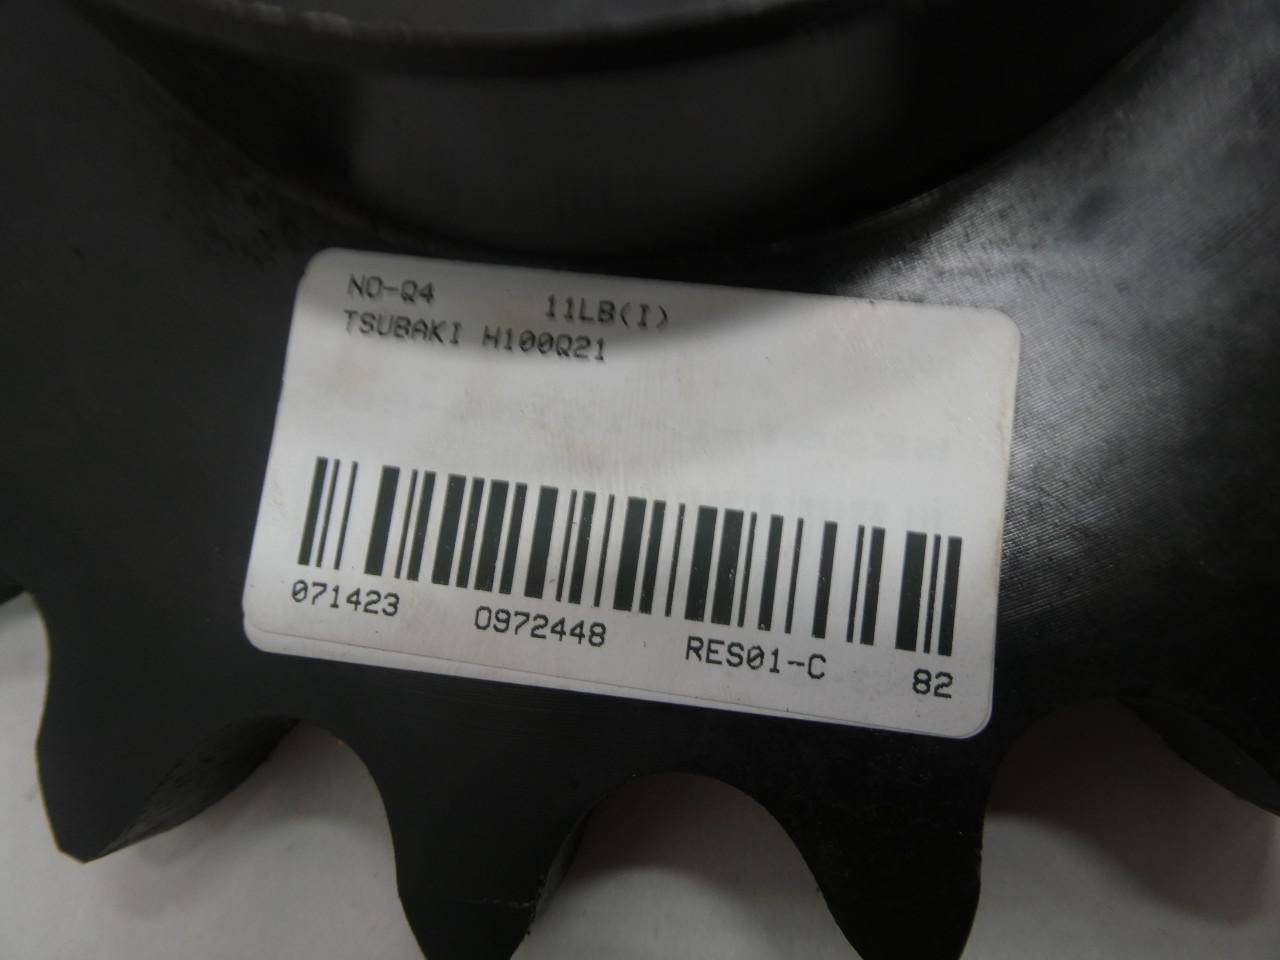 NO-Q4 11LB(I)
TSUBAKI H100Q21
071423 0972448 RES01-C 82